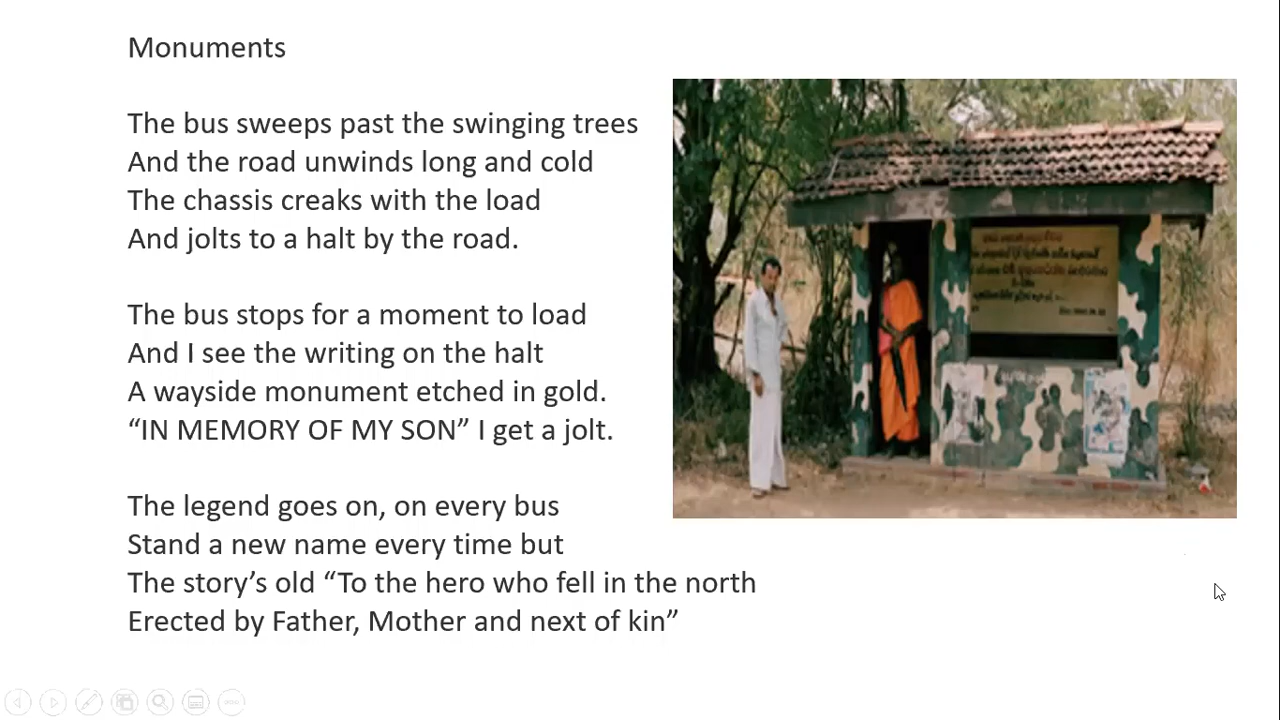 Monuments
The bus sweeps past the swinging trees
And the road unwinds long and cold
The chassis creaks with the load
And jolts to a halt by the road.
The bus stops for a moment to load
And I see the writing on the halt
A wayside monument etched in gold.
“IN MEMORY OF MY SON” I get a jolt.
The legend goes on, on every bus
Stand a new name every time but
The story’s old “To the hero who fell in the north
Erected by Father, Mother and next of kin”